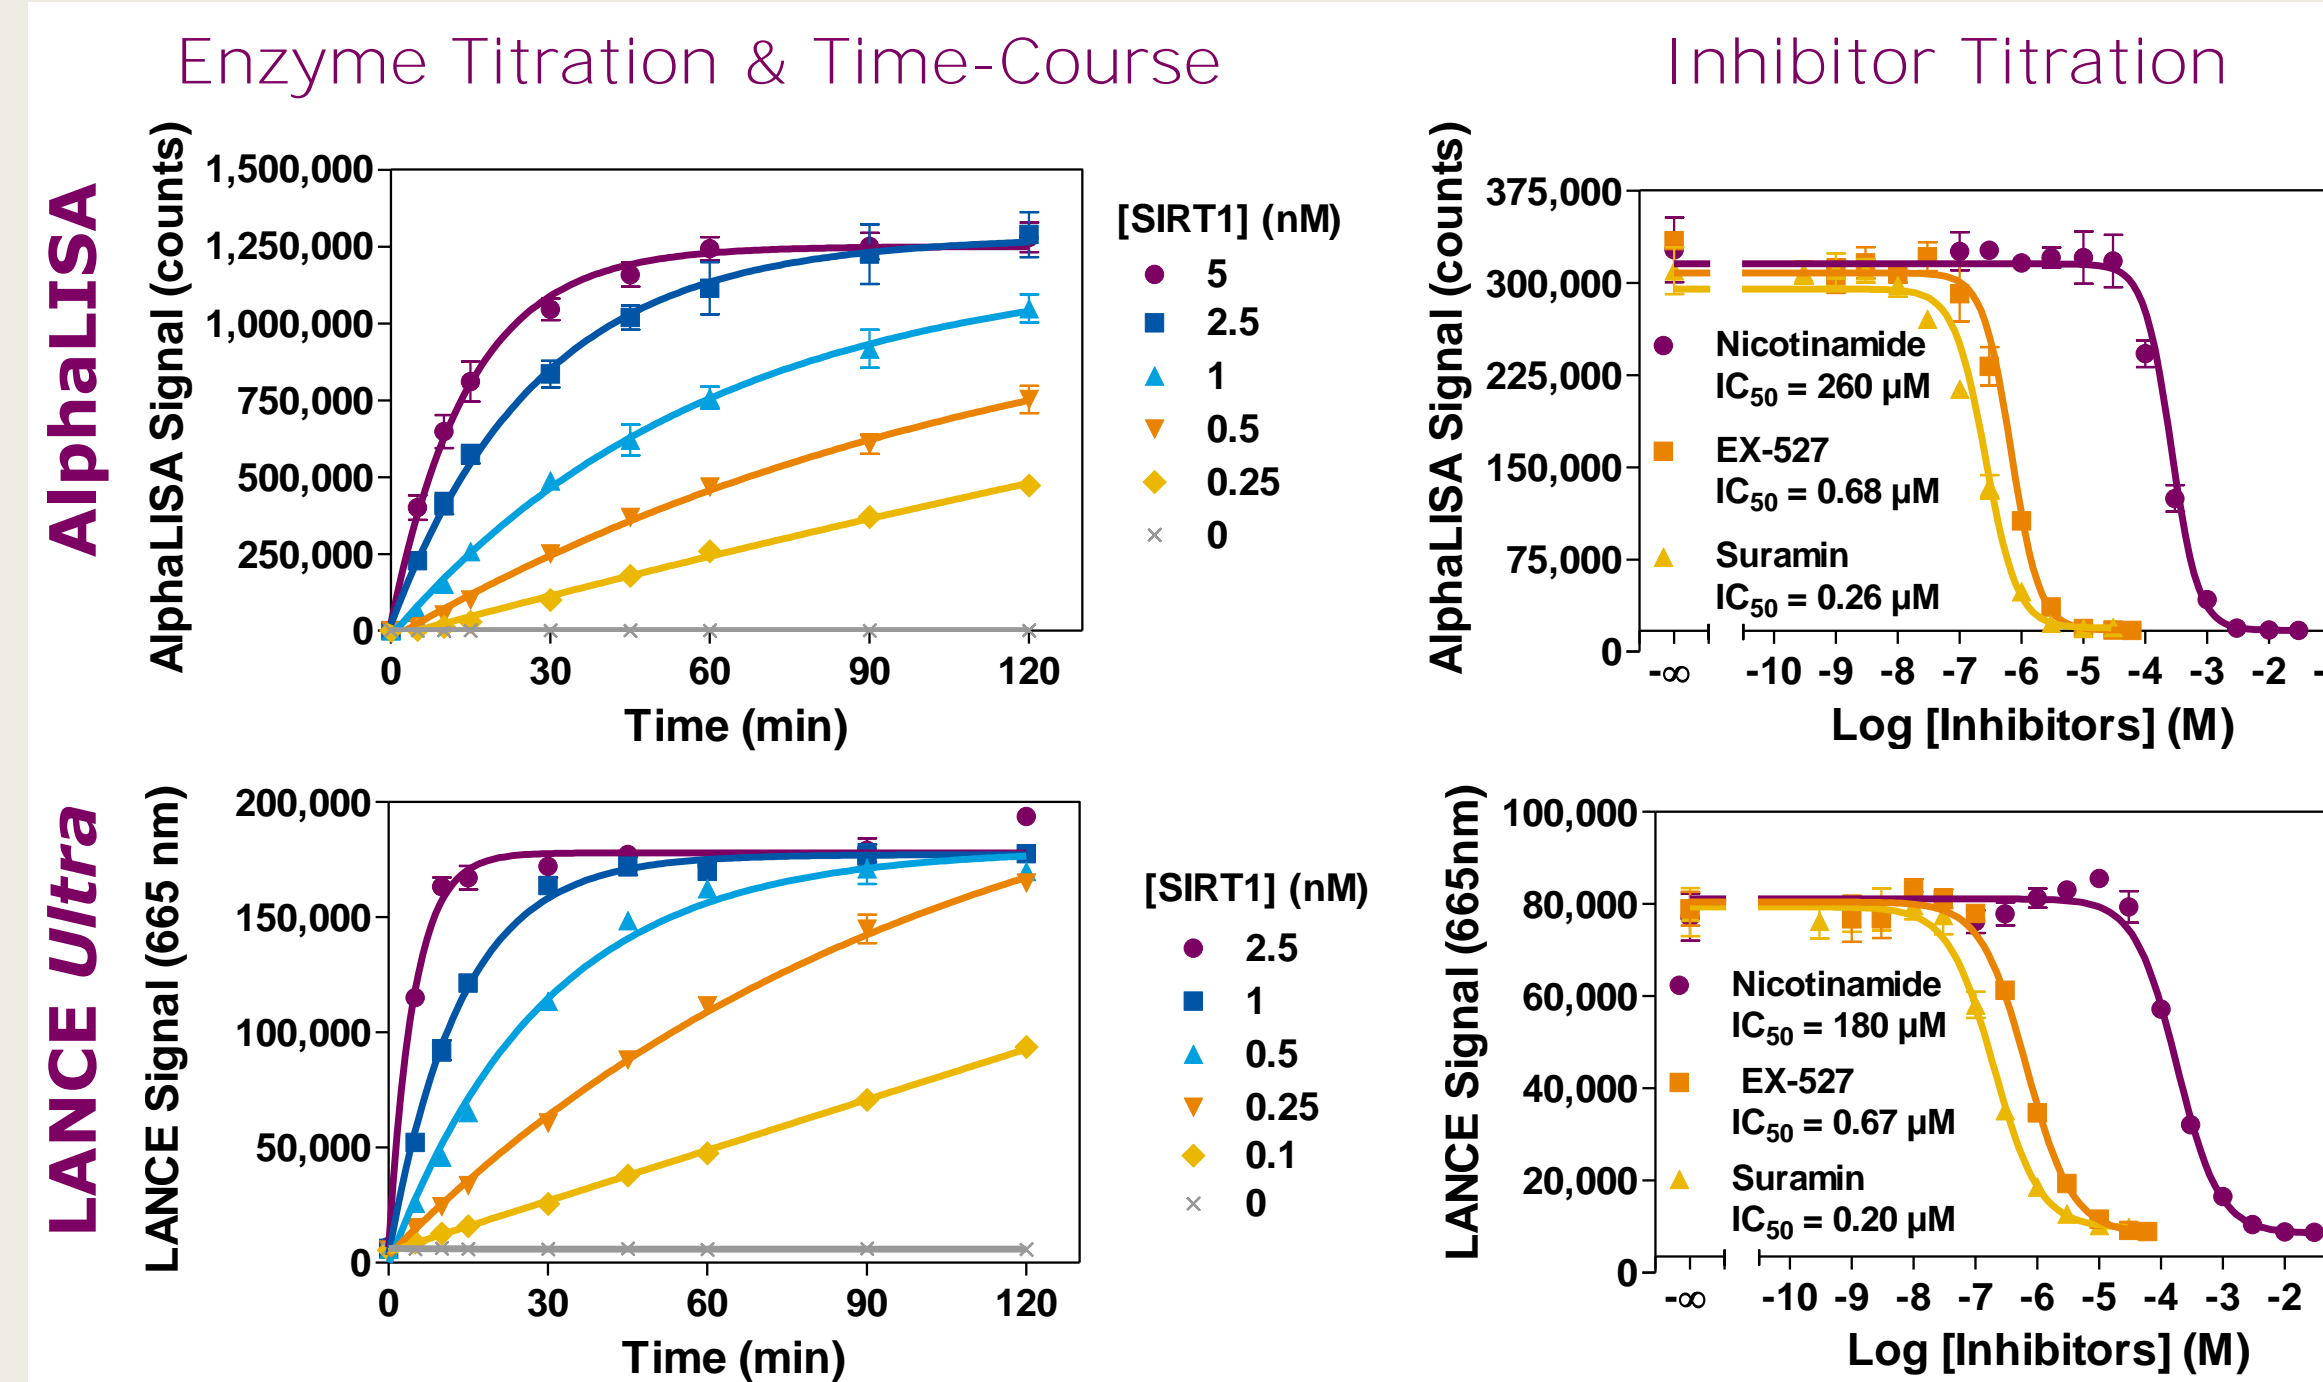 Enzyme Titration & Time-Course
Inhibitor Titration
AlphaLISA
AlphaLISA Signal (counts)
1,500,000
1,250,000
1,000,000
750,000
500,000
250,000
0
0 30 60 90 120
Time (min)
[SIRT1] (nM)
5
2.5
1
0.5
0.25
0
AlphaLISA Signal (counts)
375,000
300,000
225,000
150,000
75,000
0
Nicotinamide
IC50 = 260 µM
EX-527
IC50 = 0.68 µM
Suramin
IC50 = 0.26 µM
-∞ -10 -9 -8 -7 -6 -5 -4 -3 -2
Log [Inhibitors] (M)
LANCE Ultra
LANCE Signal (665 nm)
200,000
150,000
100,000
50,000
0
0 30 60 90 120
Time (min)
[SIRT1] (nM)
2.5
1
0.5
0.25
0.1
0
LANCE Signal (665nm)
100,000
80,000
60,000
40,000
20,000
0
Nicotinamide
IC50 = 180 µM
EX-527
IC50 = 0.67 µM
Suramin
IC50 = 0.20 µM
-∞ -10 -9 -8 -7 -6 -5 -4 -3 -2
Log [Inhibitors] (M)